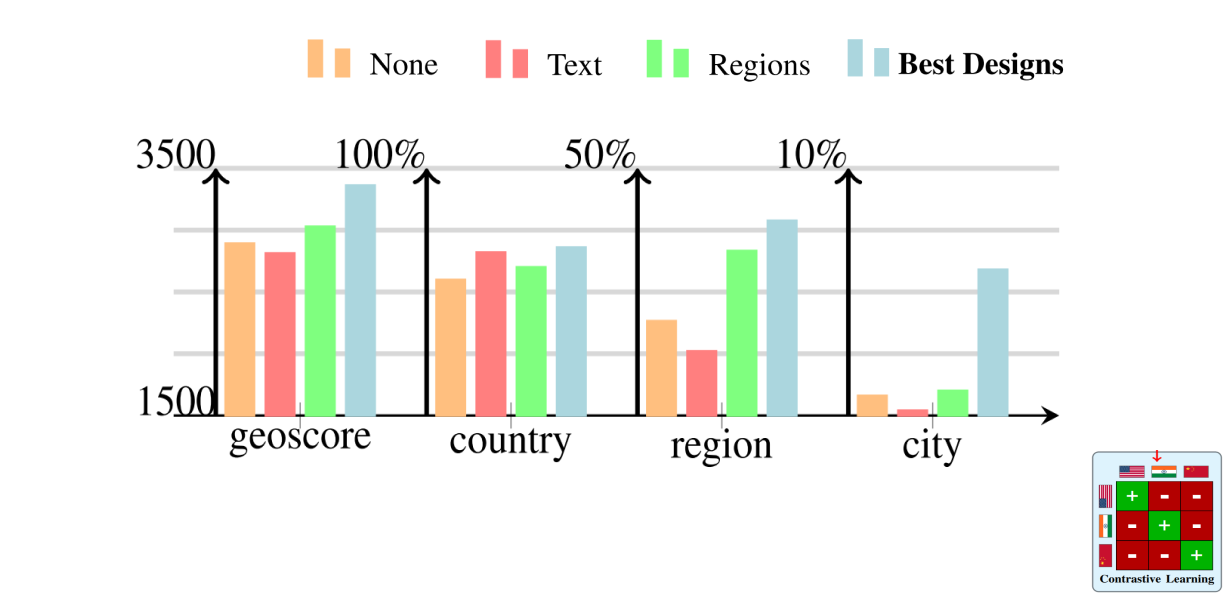 None Text Regions Best Designs
3500 100% 50% 10%
1500
geoscore country region city
+ - -
- + -
- - +
Contrastive Learning